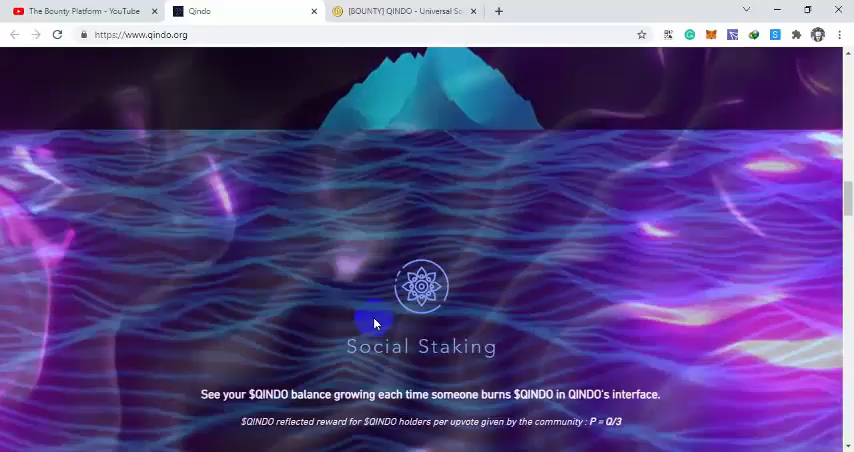 The Bounty Platform - YouTube
Qindo
[BOUNTY] QINDO - Universal So
https://www.qindo.org
Social Staking
See your $QINDO balance growing each time someone burns $QINDO in QINDO's interface.
$QINDO reflected reward for $QINDO holders per upvote given by the community : P = Q/3